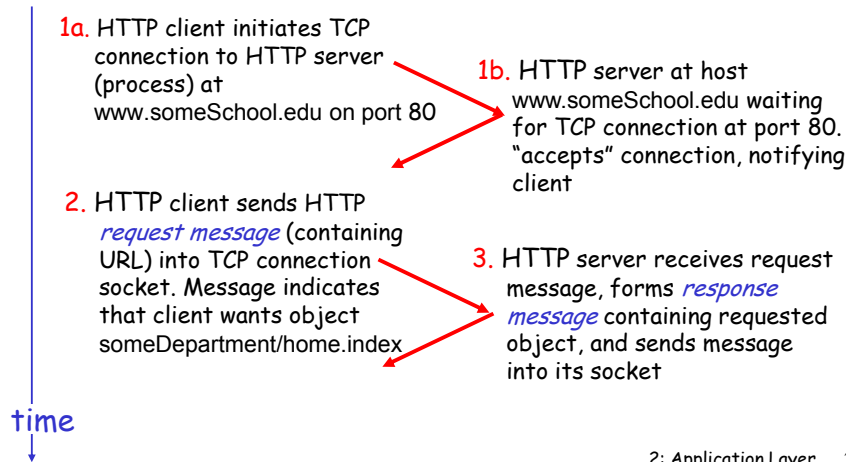 1a. HTTP client initiates TCP
connection to HTTP server
(process) at
www.someSchool.edu on port 80
1b. HTTP server at host
www.someSchool.edu waiting
for TCP connection at port 80.
“accepts” connection, notifying
client
2. HTTP client sends HTTP
request message (containing
URL) into TCP connection
socket. Message indicates
that client wants object
someDepartment/home.index
3. HTTP server receives request
message, forms response
message containing requested
object, and sends message
into its socket
time
2: Application Layer